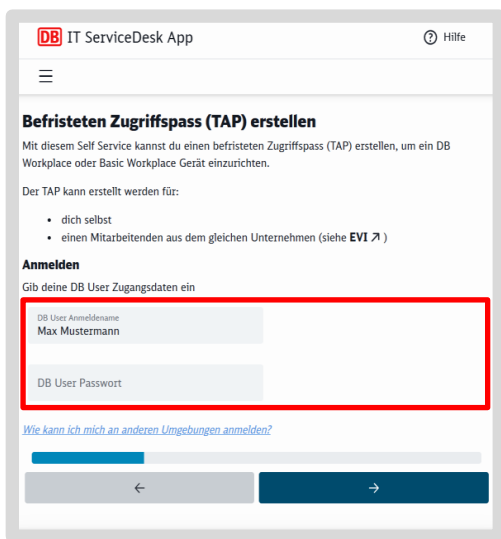 DB IT ServiceDesk App
? Hilfe
Befristeten Zugriffspass (TAP) erstellen
Mit diesem Self Service kannst du einen befristeten Zugriffspass (TAP) erstellen, um ein DB
Workplace oder Basic Workplace Gerät einzurichten.
Der TAP kann erstellt werden für:
• dich selbst
• einen Mitarbeitenden aus dem gleichen Unternehmen (siehe EVI ↗ )
Anmelden
Gib deine DB User Zugangsdaten ein
DB User Anmeldename
Max Mustermann
DB User Passwort
Wie kann ich mich an anderen Umgebungen anmelden?
← →